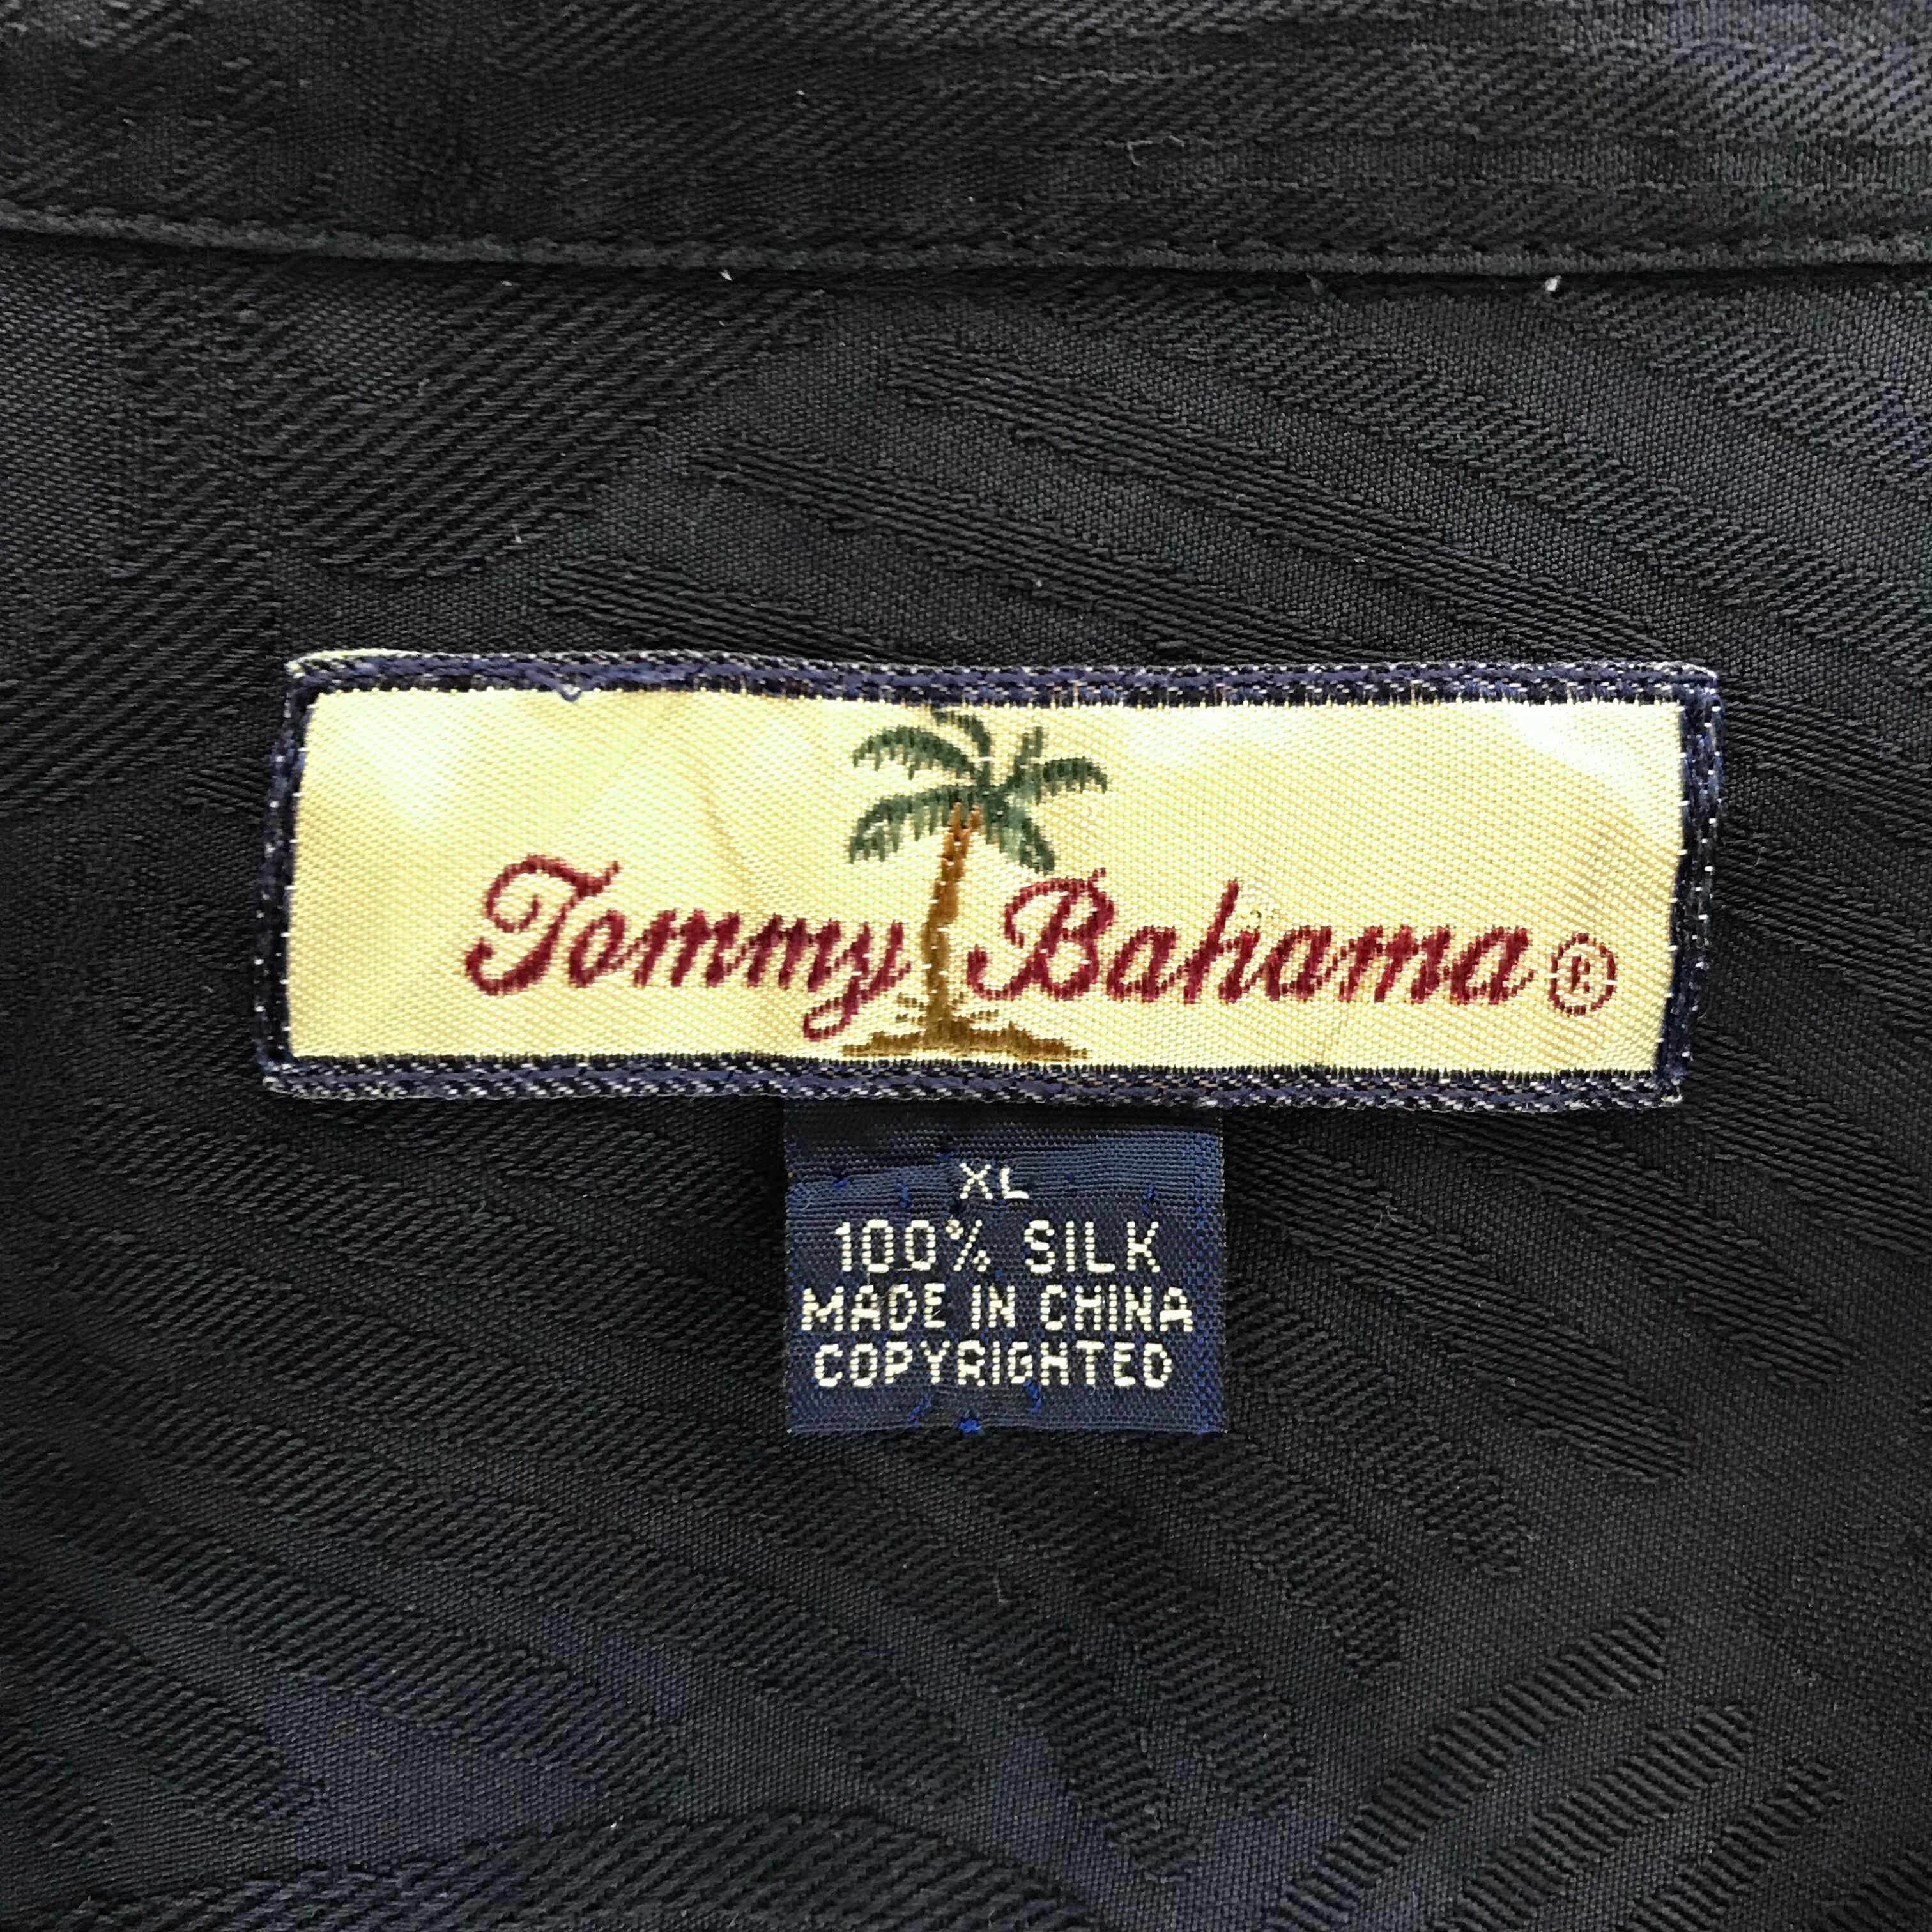 Tommy Bahama®
XL
100% SILK
MADE IN CHINA
COPYRIGHTED